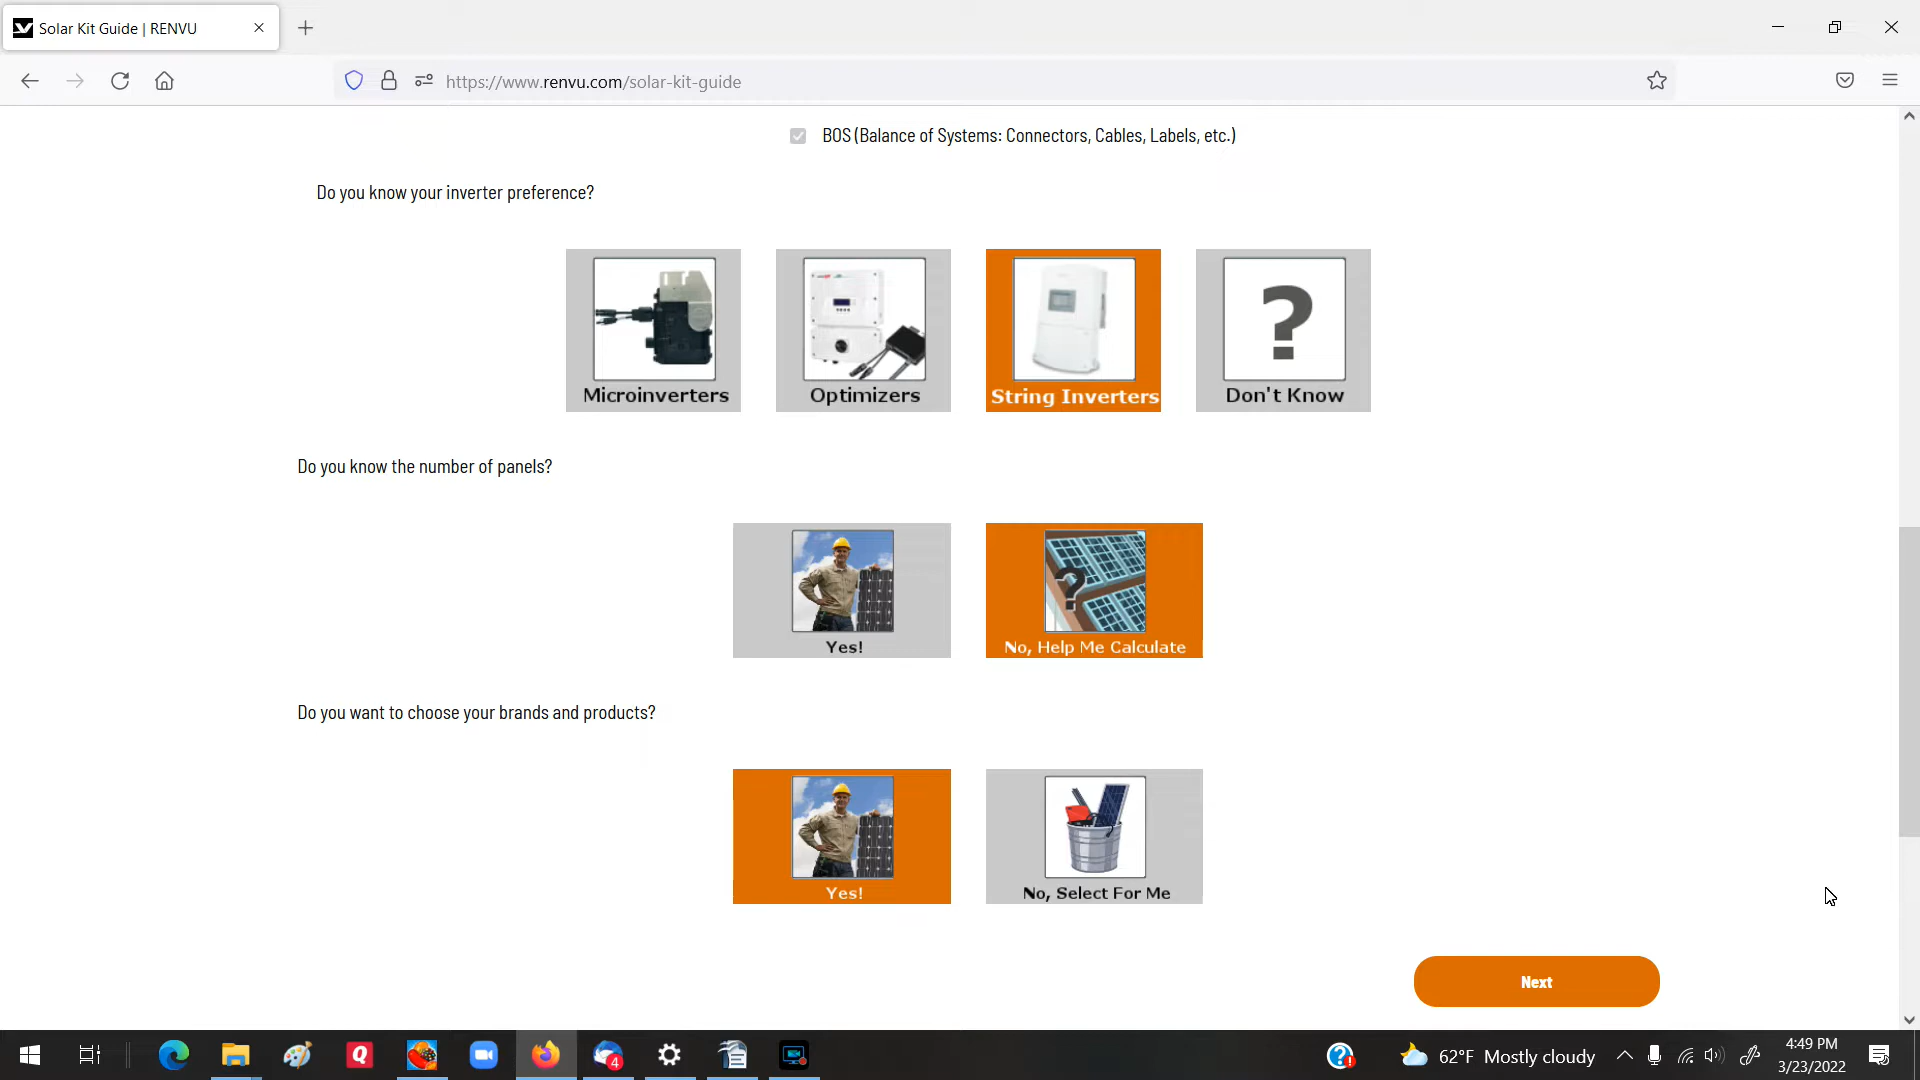 Solar Kit Guide | RENVU
https://www.renvu.com/solar-kit-guide
BOS (Balance of Systems: Connectors, Cables, Labels, etc.)
Do you know your inverter preference?
Microinverters
Optimizers
String Inverters
?
Don't Know
Do you know the number of panels?
Yes!
?
No, Help Me Calculate
Do you want to choose your brands and products?
Yes!
No, Select For Me
Next
Q
4
62°F Mostly cloudy
4:49 PM
3/23/2022